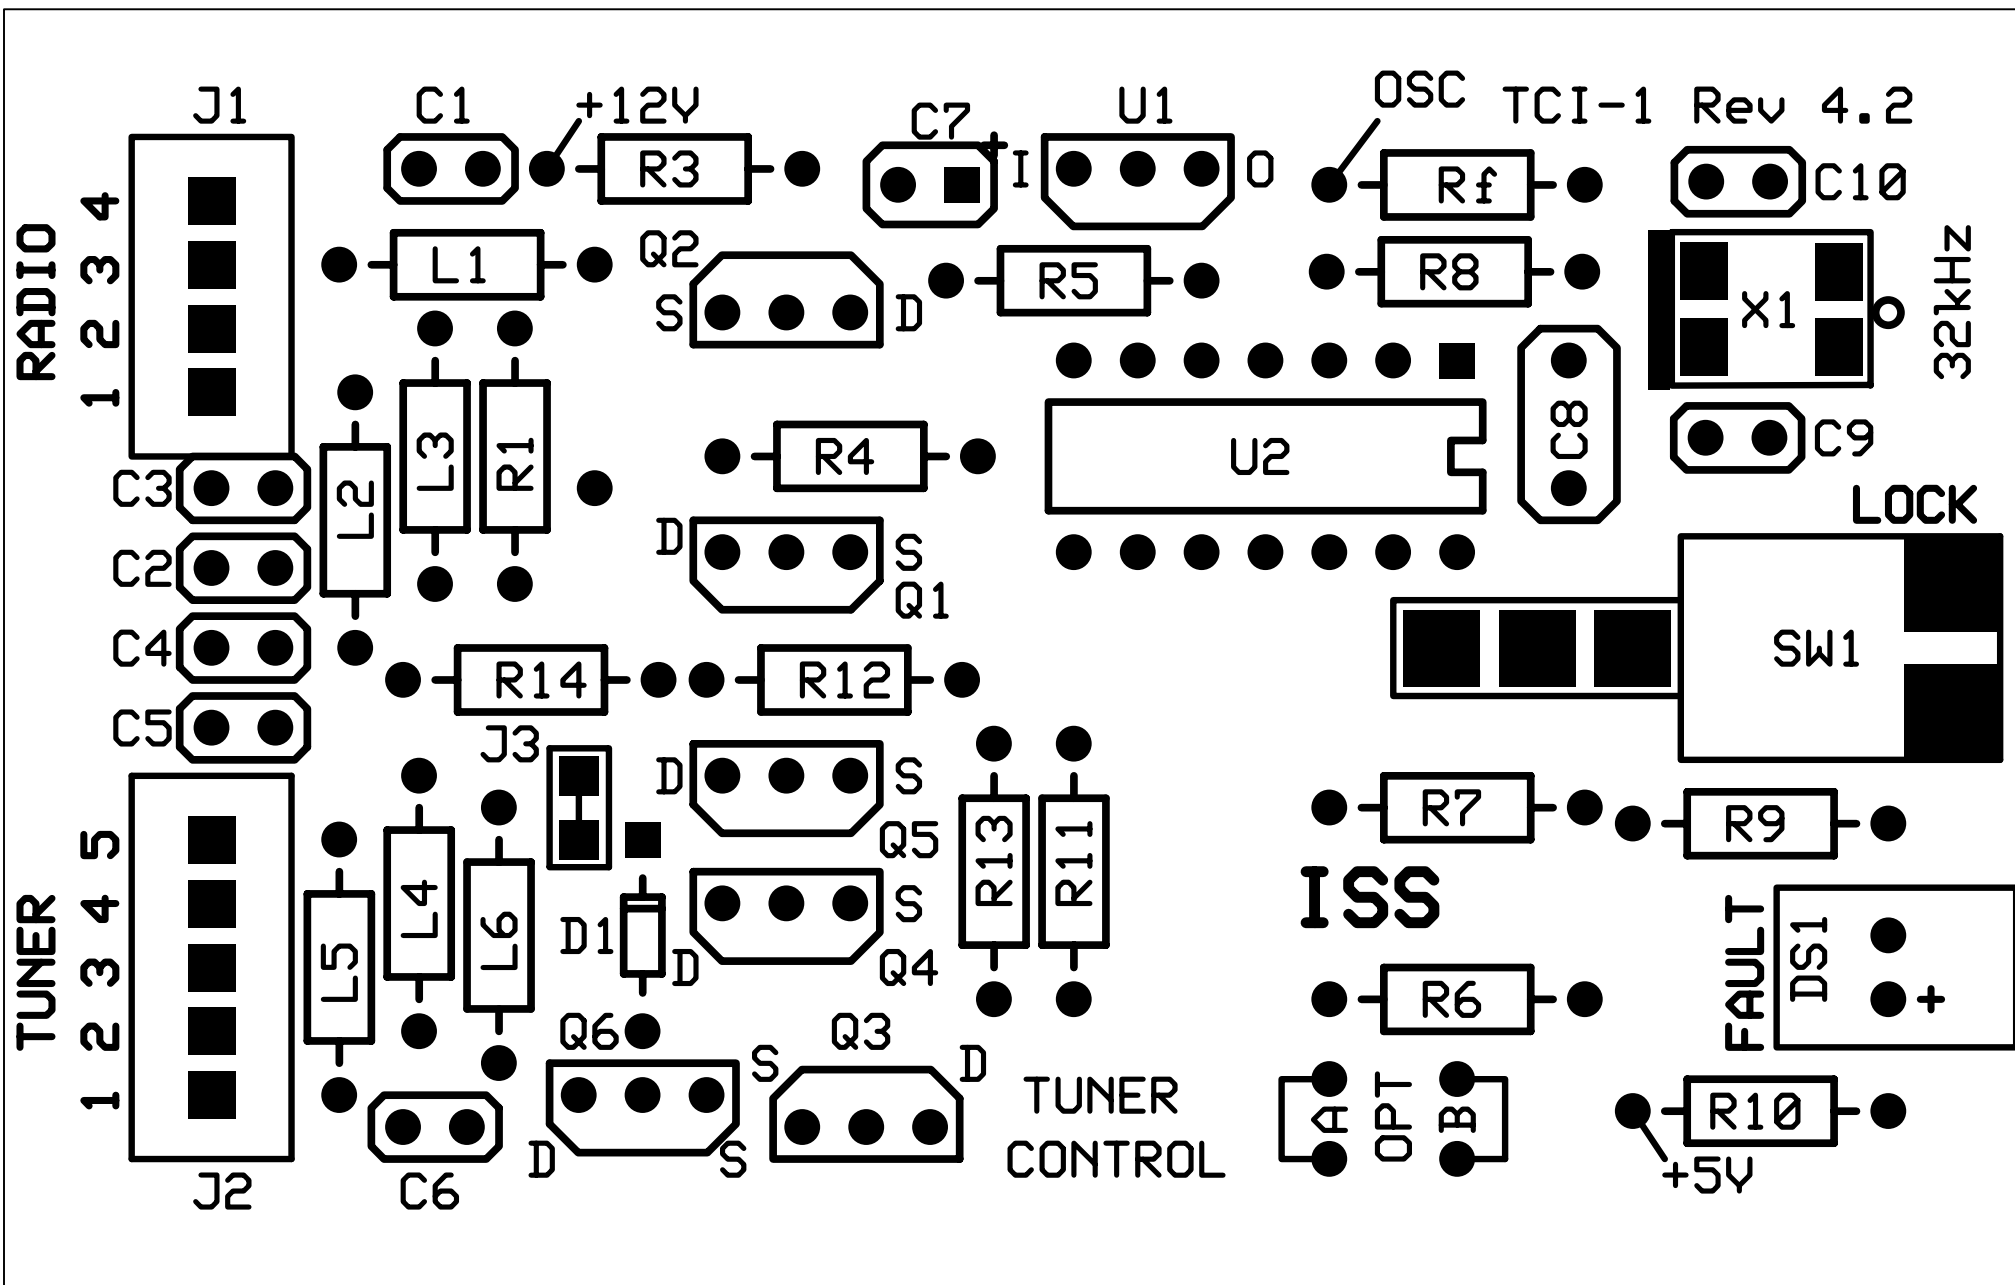 J1
C1
+12V
C7
+
U1
OSC
TCI-1 Rev 4.2
R3
I
O
Rf
C10
RADIO
4
3
2
1
L1
Q2
S
D
R5
R8
X1
32kHz
L3
R1
L2
R4
U2
C8
C9
C3
LOCK
D
S
Q1
C2
C4
R14
R12
SW1
C5
J3
D
S
Q5
R13
R11
R7
R9
TUNER
5
4
3
2
1
L5
L4
L6
D1
S
D
Q4
ISS
FAULT
DS1
+
R6
Q6
D
S
Q3
S
D
TUNER
CONTROL
A
OPT
B
R10
+5V
J2
C6